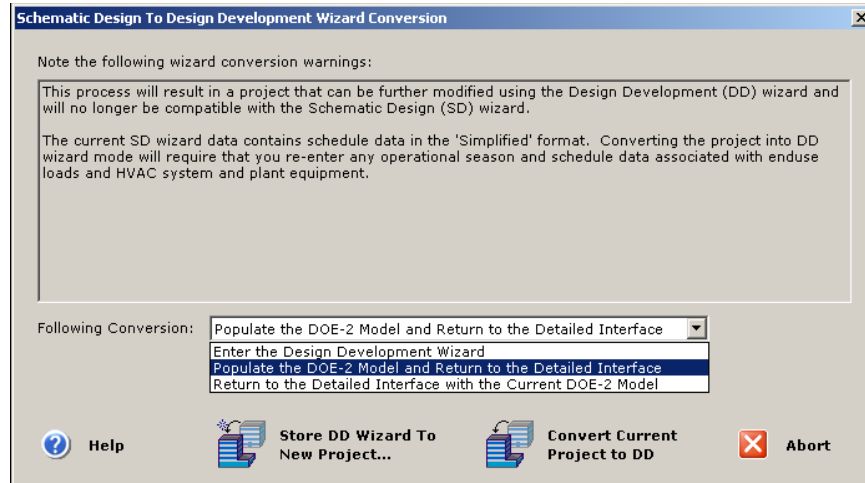 Schematic Design To Design Development Wizard Conversion
Note the following wizard conversion warnings:
This process will result in a project that can be further modified using the Design Development (DD) wizard and
will no longer be compatible with the Schematic Design (SD) wizard.
The current SD wizard data contains schedule data in the 'Simplified' format.  Converting the project into DD
wizard mode will require that you re-enter any operational season and schedule data associated with enduse
loads and HVAC system and plant equipment.
Following Conversion:
Populate the DOE-2 Model and Return to the Detailed Interface
Enter the Design Development Wizard
Populate the DOE-2 Model and Return to the Detailed Interface
Return to the Detailed Interface with the Current DOE-2 Model
Help
Store DD Wizard To
New Project...
Convert Current
Project to DD
Abort